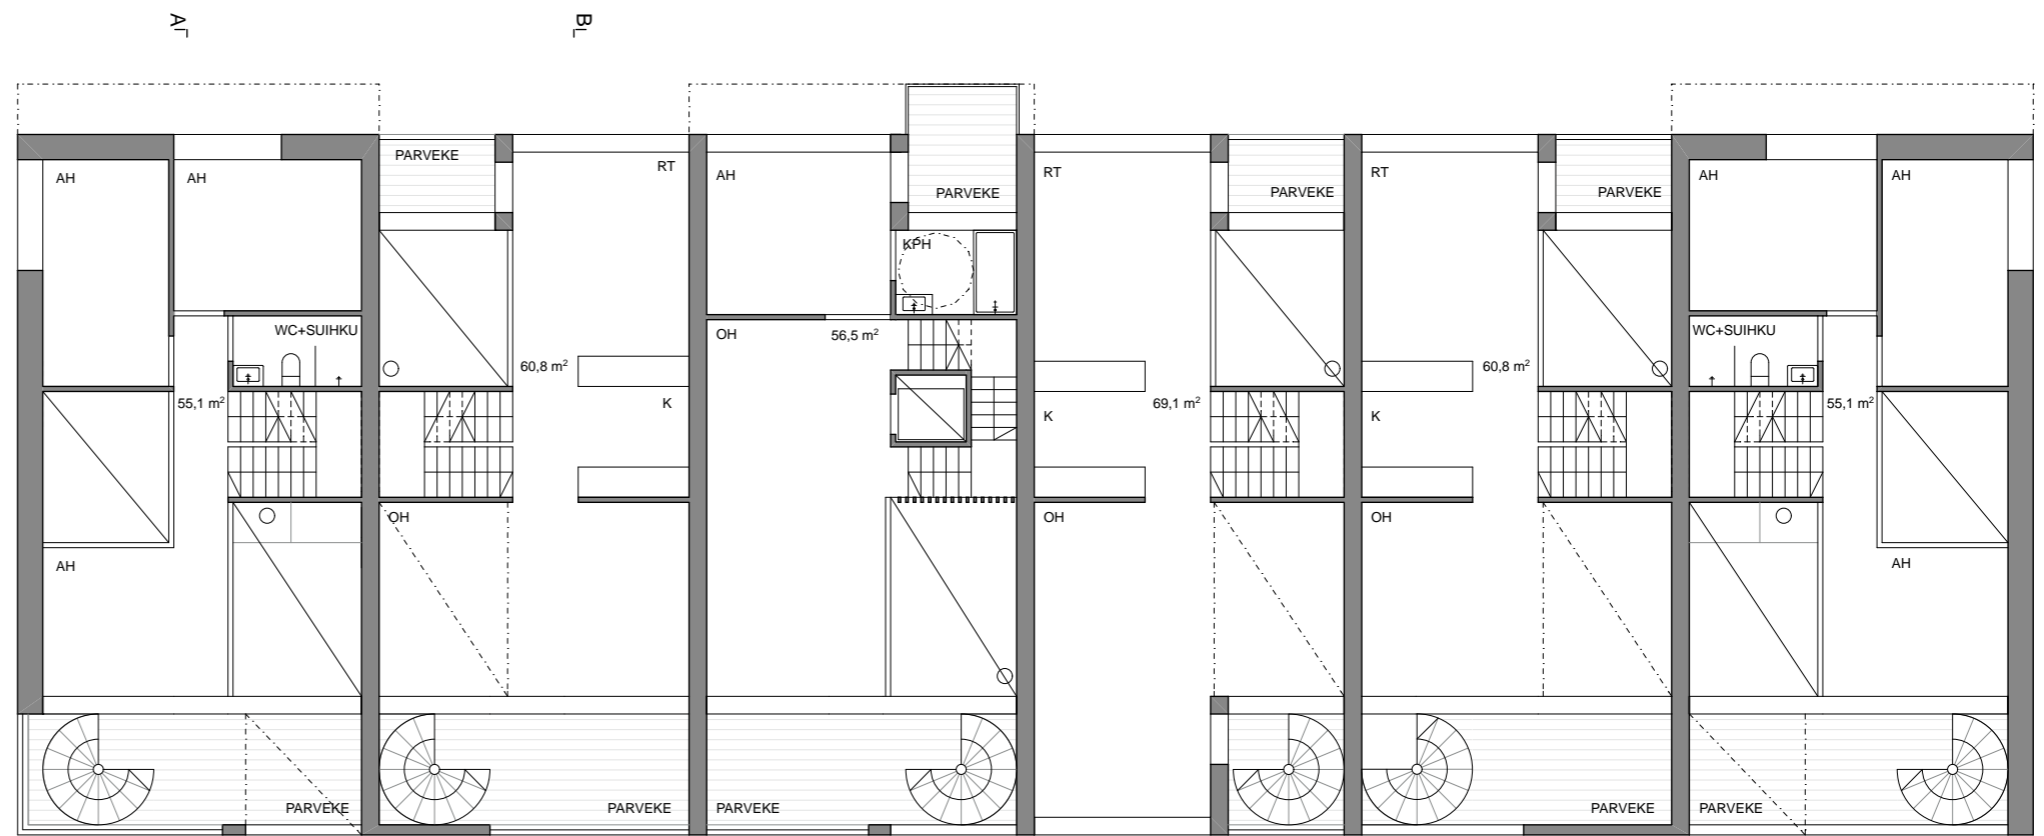 A
B
PARVEKE
AH
AH
RT
AH
PARVEKE
RT
PARVEKE
RT
PARVEKE
AH
AH
KPH
WC+SUIHKU
OH
56,5 m²
WC+SUIHKU
60,8 m²
60,8 m²
55,1 m²
K
K
69,1 m²
K
55,1 m²
OH
OH
OH
AH
AH
PARVEKE
PARVEKE
PARVEKE
PARVEKE
PARVEKE